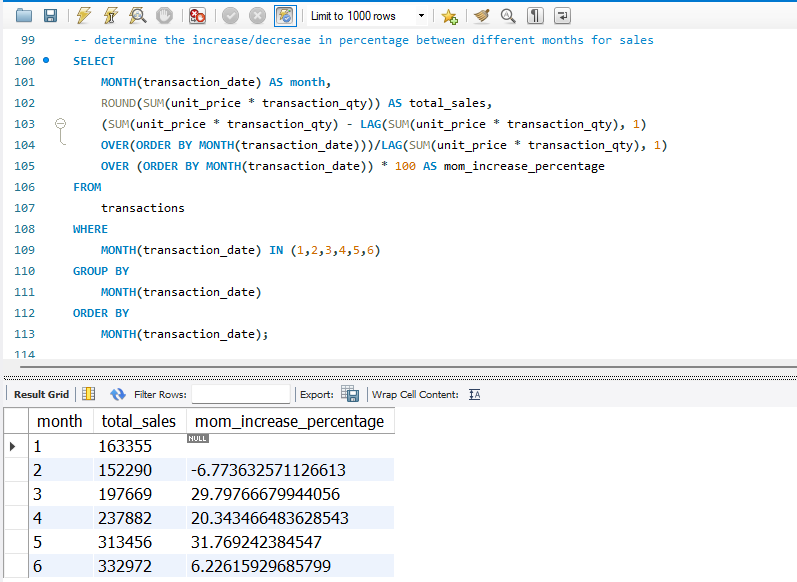 Limit to 1000 rows
99 -- determine the increase/decresae in percentage between different months for sales
100 SELECT
101 MONTH(transaction_date) AS month,
102 ROUND(SUM(unit_price * transaction_qty)) AS total_sales,
103 (SUM(unit_price * transaction_qty) - LAG(SUM(unit_price * transaction_qty), 1)
104 OVER(ORDER BY MONTH(transaction_date)))/LAG(SUM(unit_price * transaction_qty), 1)
105 OVER (ORDER BY MONTH(transaction_date)) * 100 AS mom_increase_percentage
106 FROM
107 transactions
108 WHERE
109 MONTH(transaction_date) IN (1,2,3,4,5,6)
110 GROUP BY
111 MONTH(transaction_date)
112 ORDER BY
113 MONTH(transaction_date);
114
Result Grid Filter Rows: Export: Wrap Cell Content: IA
month total_sales mom_increase_percentage
1 163355 NULL
2 152290 -6.773632571126613
3 197669 29.79766679944056
4 237882 20.343466483628543
5 313456 31.769242384547
6 332972 6.22615929685799